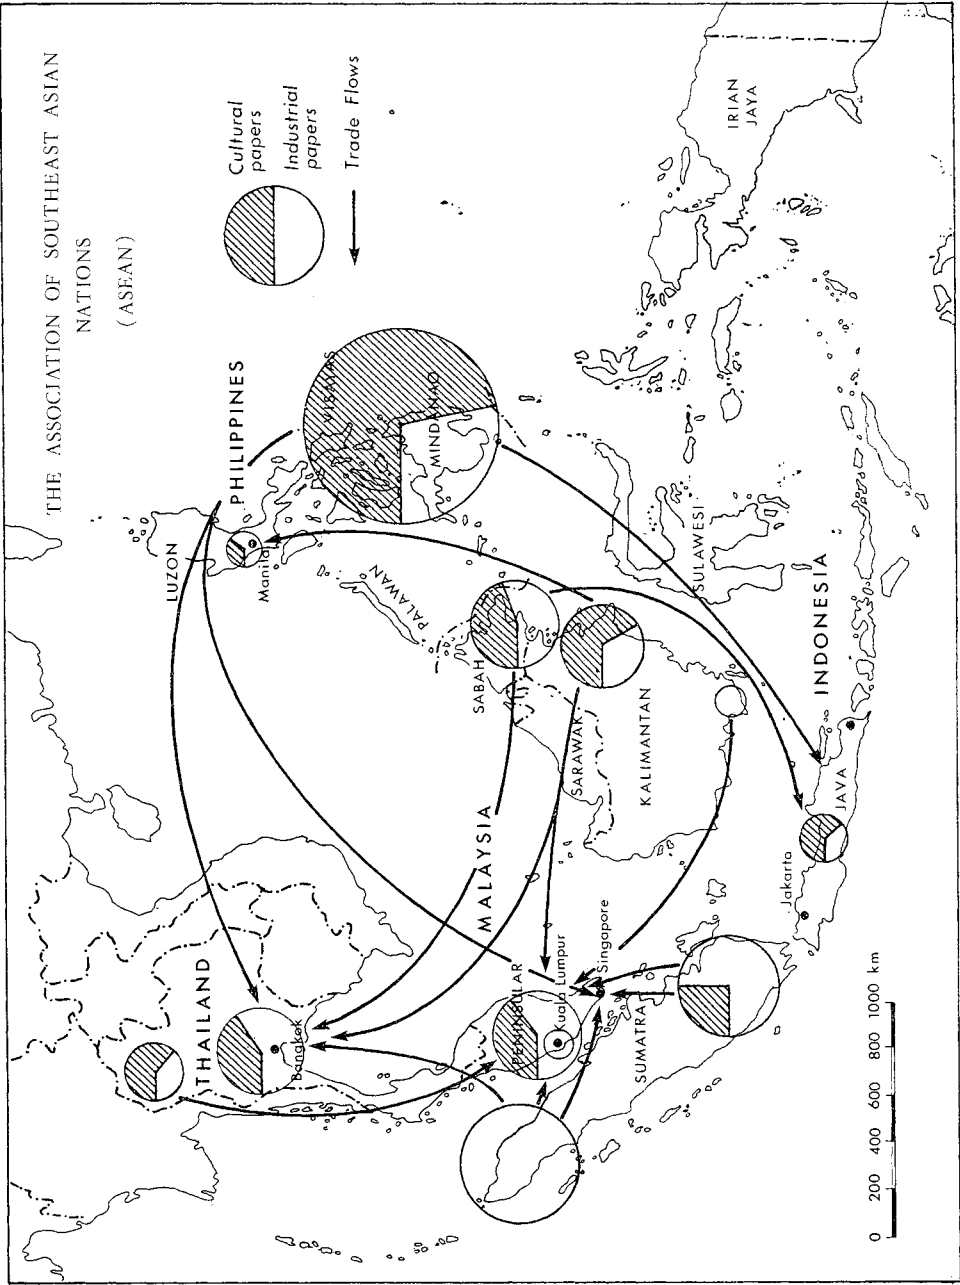 THE ASSOCIATION OF SOUTHEAST ASIAN
NATIONS
(ASEAN)
Cultural
papers
Industrial
papers
Trade Flows
PHILIPPINES
LUZON
Manila
VISAYAS
MINDANAO
PALAWAN
THAILAND
Bangkok
MALAYSIA
SABAH
SARAWAK
KALIMANTAN
PENINSULAR
Kuala Lumpur
Singapore
SUMATRA
SULAWESI
INDONESIA
JAVA
Jakarta
IRIAN
JAYA
0 200 400 600 800 1000 km